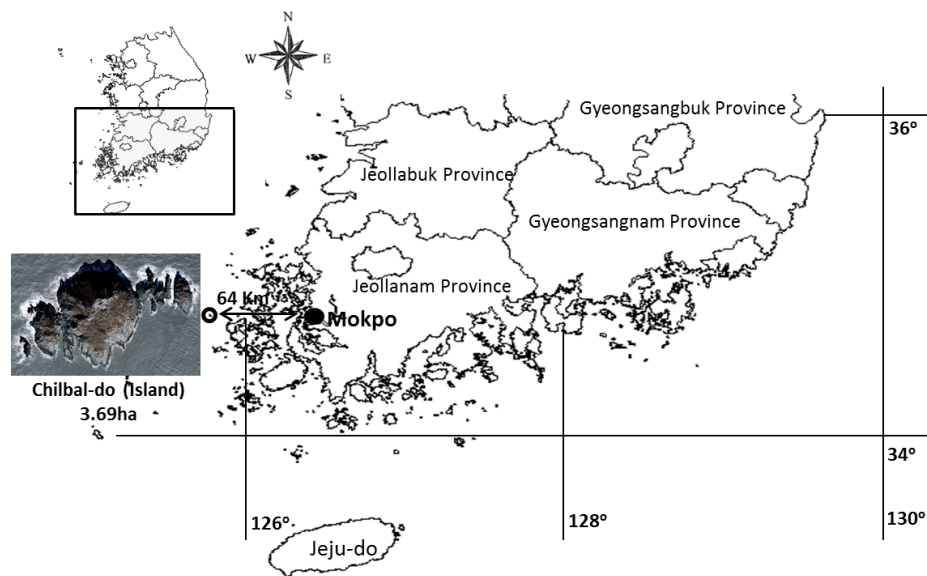 N
W E
S
Gyeongsangbuk Province
36°
Jeollabuk Province
Gyeongsangnam Province
Jeollanam Province
64 Km
Mokpo
Chilbal-do (Island)
3.69ha
34°
126°
128°
130°
Jeju-do